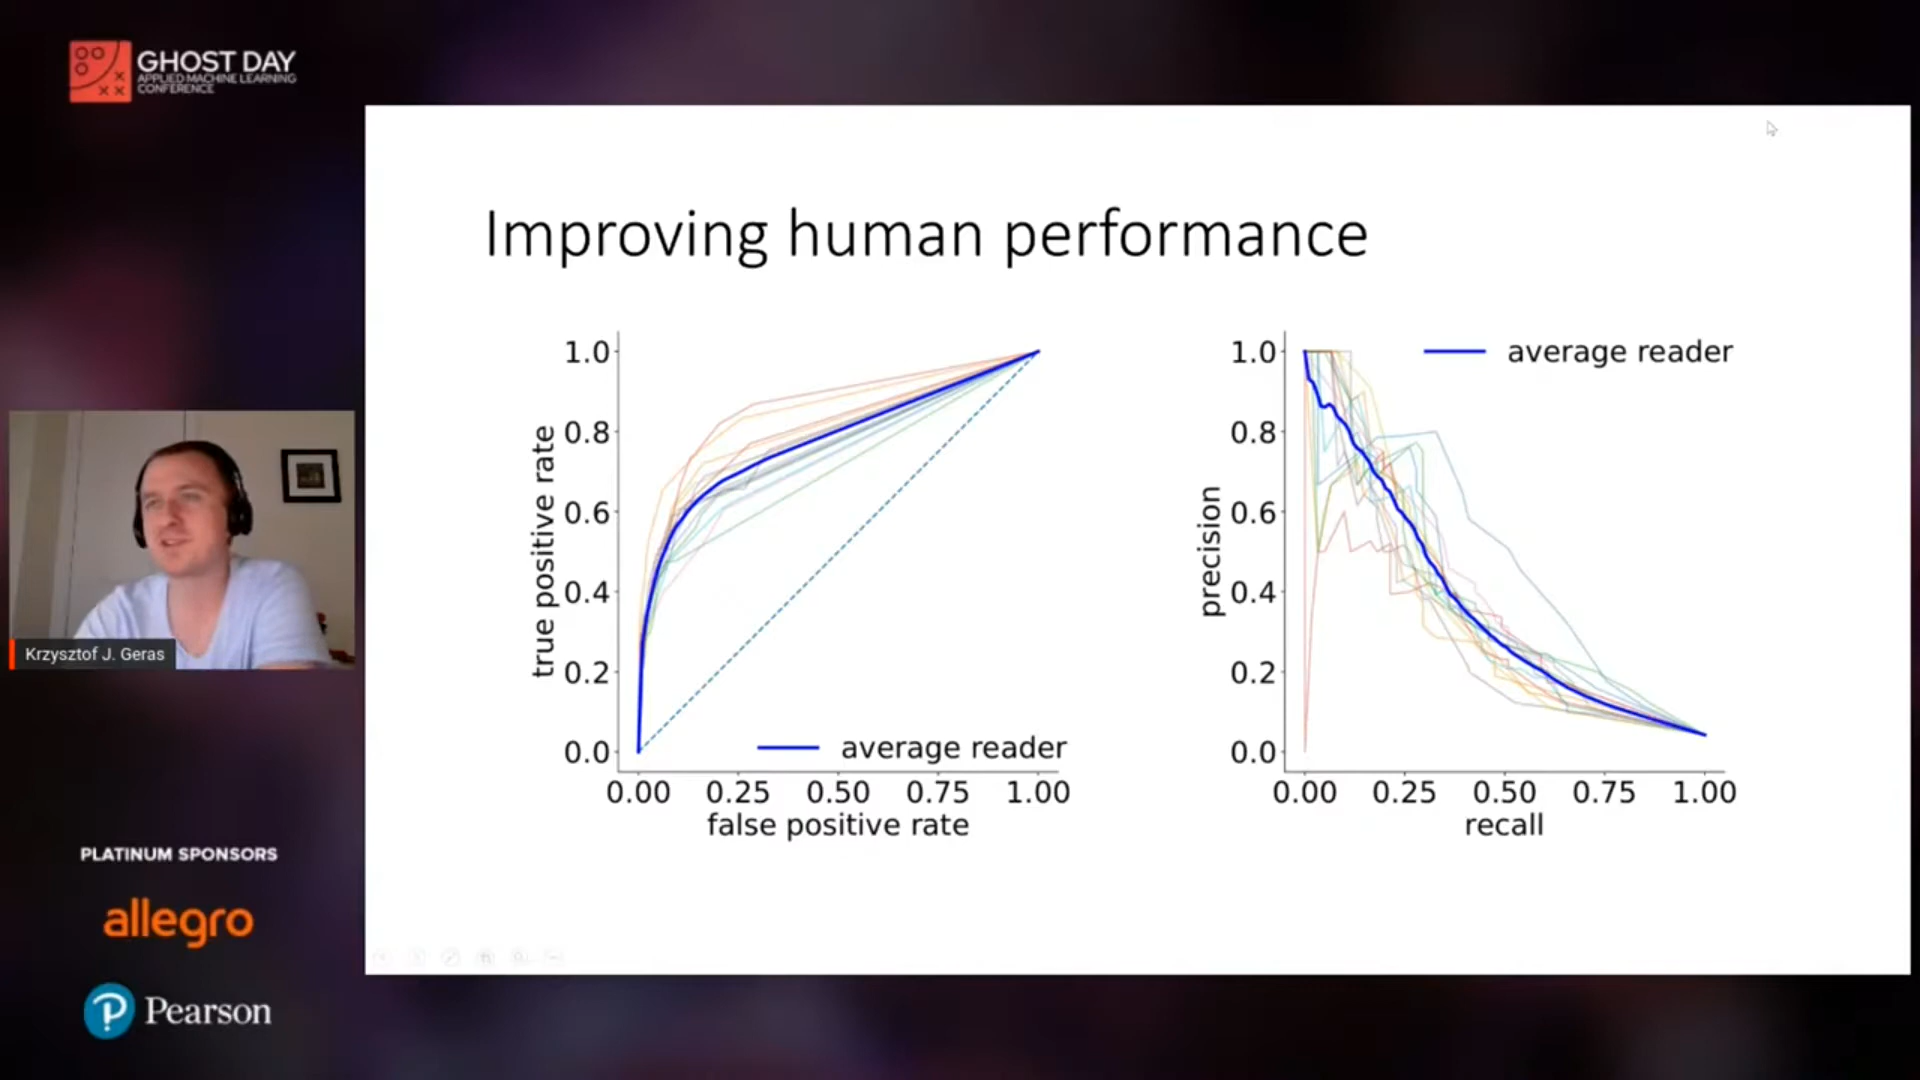 GHOST DAY
APPLIED MACHINE LEARNING
CONFERENCE
Improving human performance
1.0
0.8
0.6
0.4
0.2
0.0
true positive rate
average reader
0.00 0.25 0.50 0.75 1.00
false positive rate
1.0
0.8
0.6
0.4
0.2
0.0
precision
average reader
0.00 0.25 0.50 0.75 1.00
recall
Krzysztof J. Geras
PLATINUM SPONSORS
allegro
P Pearson